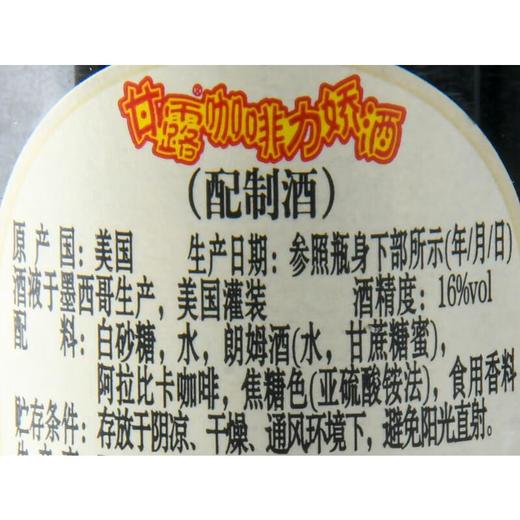 甘露®咖啡力娇酒
(配制酒)
原产国：美国 生产日期：参照瓶身下部所示(年/月/日)
酒液于墨西哥生产，美国灌装 酒精度：16%vol
配 料：白砂糖，水，朗姆酒(水，甘蔗糖蜜)，
阿拉比卡咖啡，焦糖色(亚硫酸铵法)，食用香料
贮存条件：存放于阴凉、干燥、通风环境下，避免阳光直射。